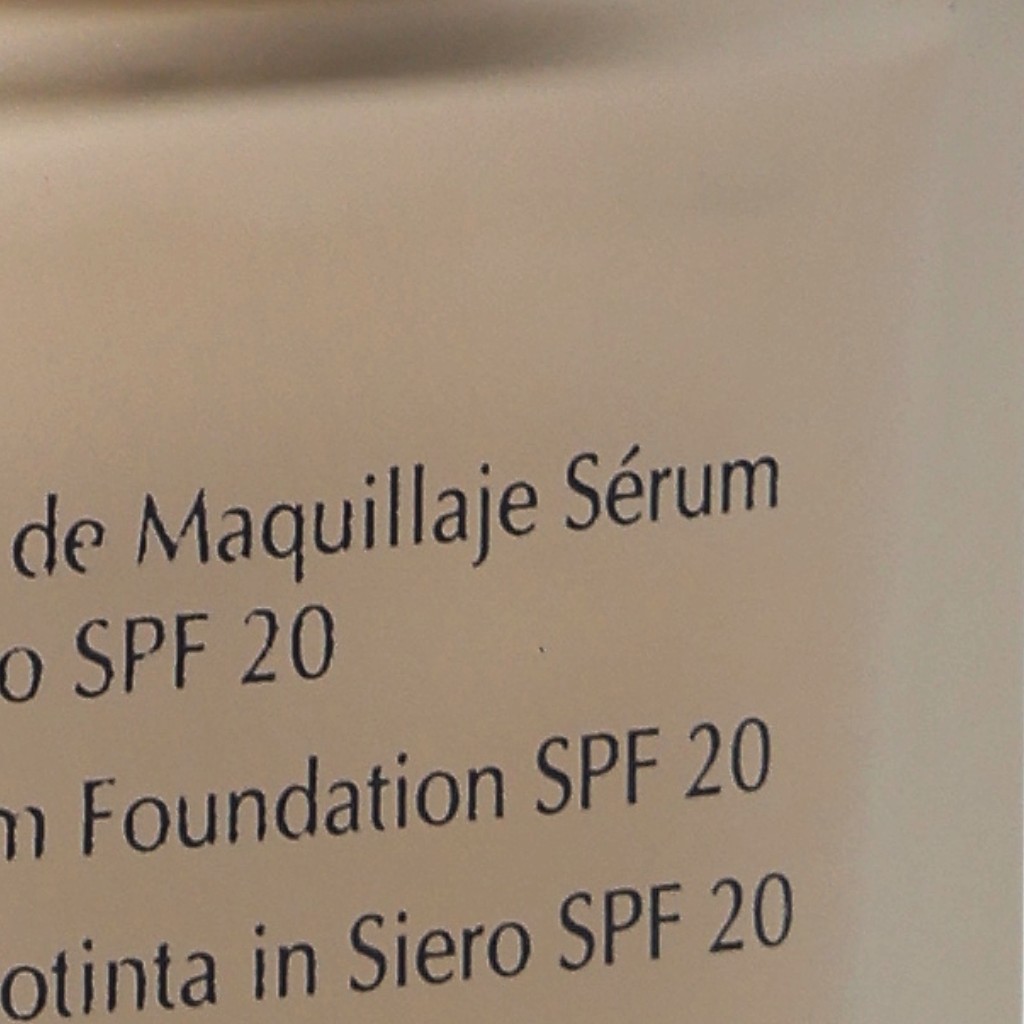 de Maquillaje Sérum
o SPF 20
m Foundation SPF 20
otinta in Siero SPF 20